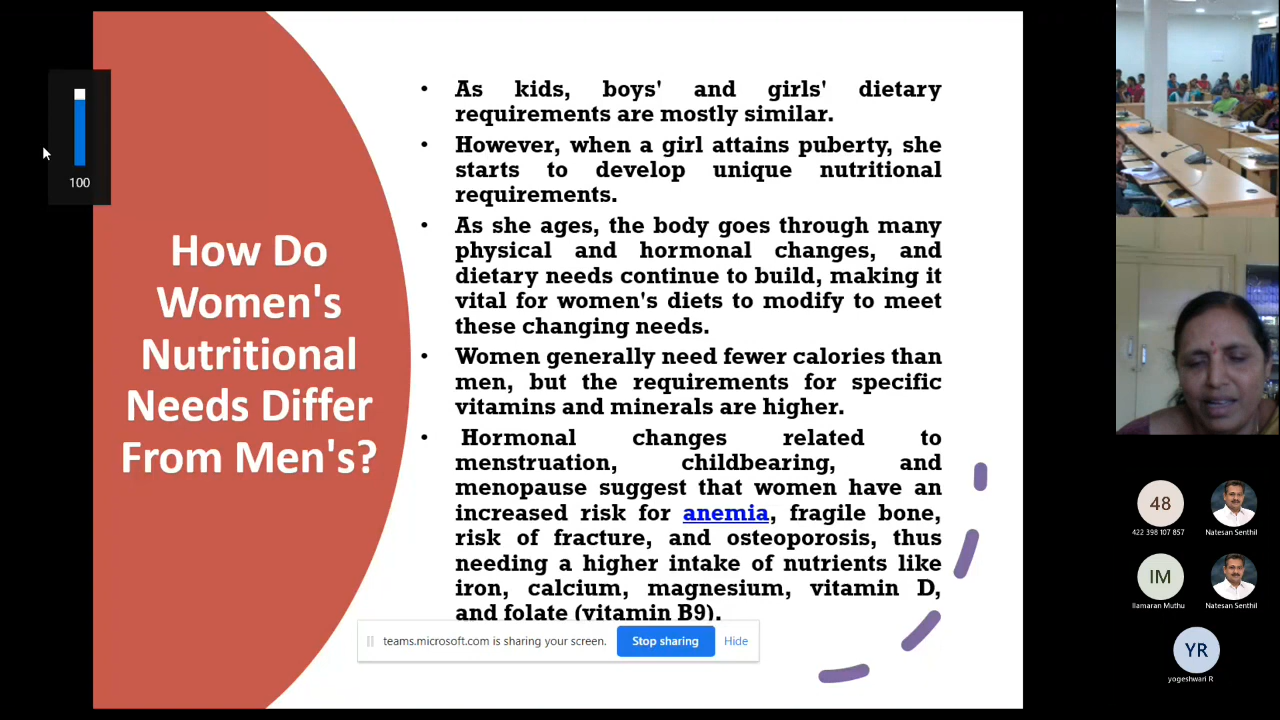 100
How Do
Women's
Nutritional
Needs Differ
From Men's?
• As kids, boys' and girls' dietary
requirements are mostly similar.
• However, when a girl attains puberty, she
starts to develop unique nutritional
requirements.
• As she ages, the body goes through many
physical and hormonal changes, and
dietary needs continue to build, making it
vital for women's diets to modify to meet
these changing needs.
• Women generally need fewer calories than
men, but the requirements for specific
vitamins and minerals are higher.
• Hormonal changes related to
menstruation, childbearing, and
menopause suggest that women have an
increased risk for anemia, fragile bone,
risk of fracture, and osteoporosis, thus
needing a higher intake of nutrients like
iron, calcium, magnesium, vitamin D,
and folate (vitamin B9).
teams.microsoft.com is sharing your screen.
Stop sharing
Hide
48
422 398 107 857
Natesan Senthil
IM
Ilamaran Muthu
Natesan Senthil
YR
yogeshwari R